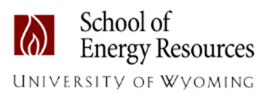 School of
Energy Resources
UNIVERSITY OF WYOMING